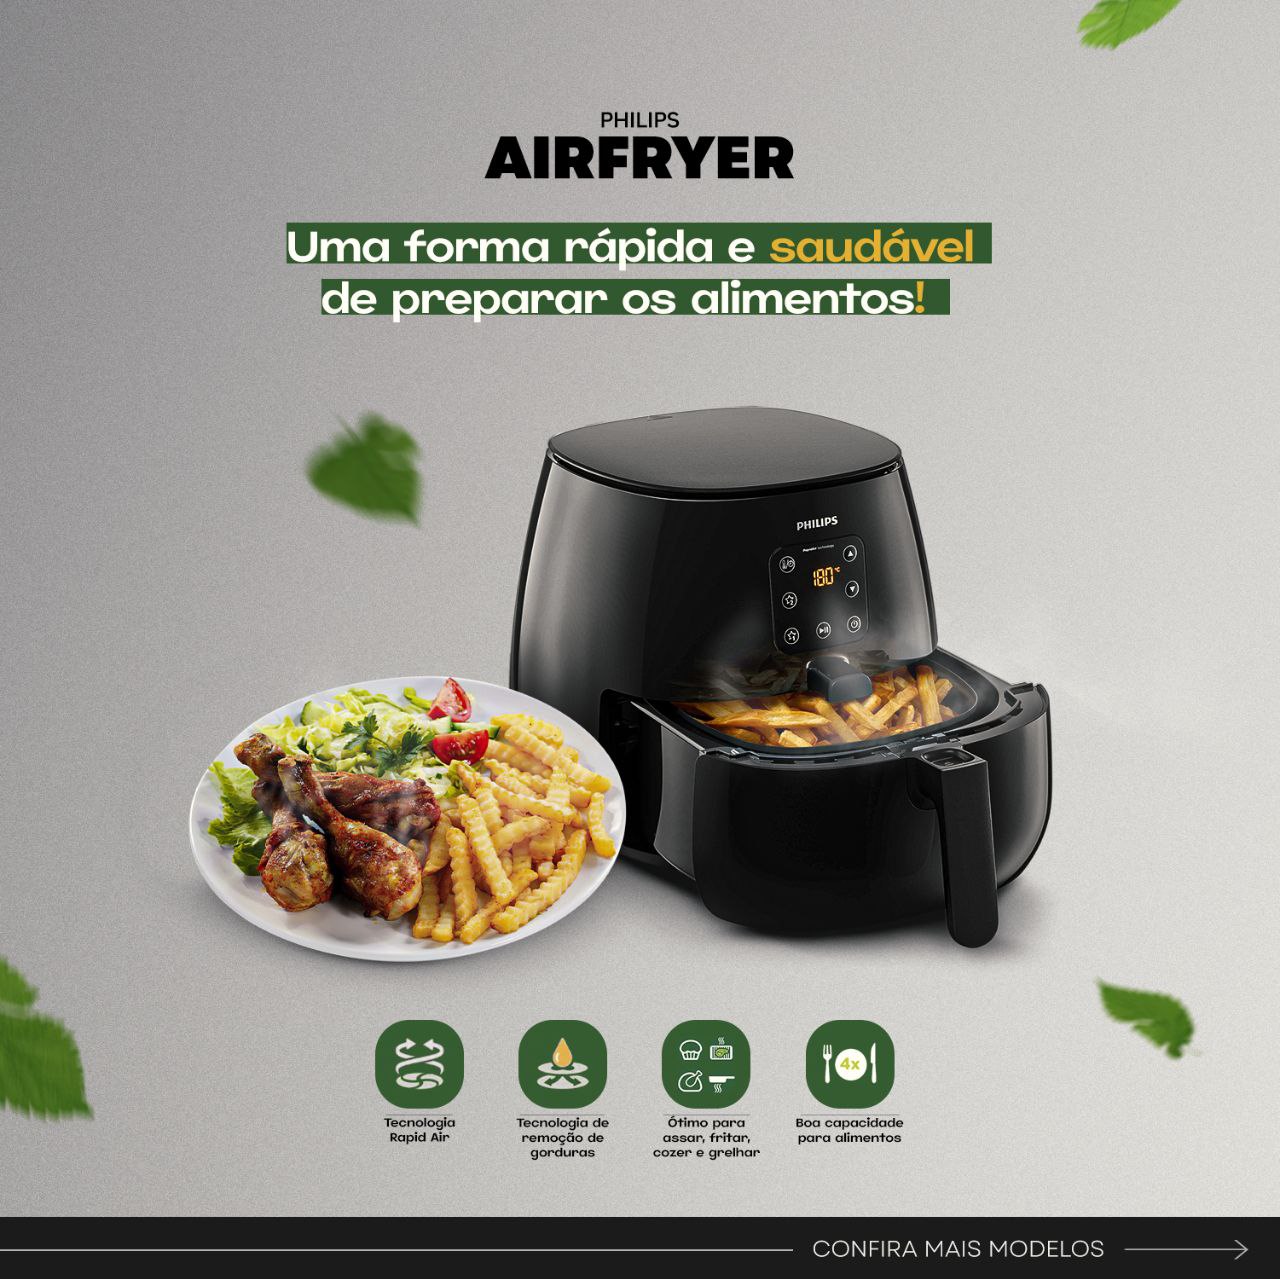 PHILIPS
AIRFRYER
Uma forma rápida e saudável
de preparar os alimentos!
PHILIPS
180°C
4x
Tecnologia
Rapid Air
Tecnologia de
remoção de
gorduras
Ótimo para
assar, fritar,
cozer e grelhar
Boa capacidade
para alimentos
CONFIRA MAIS MODELOS